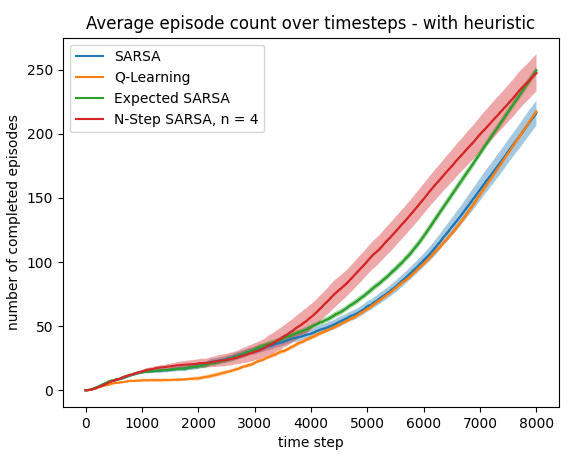 Average episode count over timesteps - with heuristic
SARSA
Q-Learning
Expected SARSA
N-Step SARSA, n = 4
number of completed episodes
250
200
150
100
50
0
0 1000 2000 3000 4000 5000 6000 7000 8000
time step